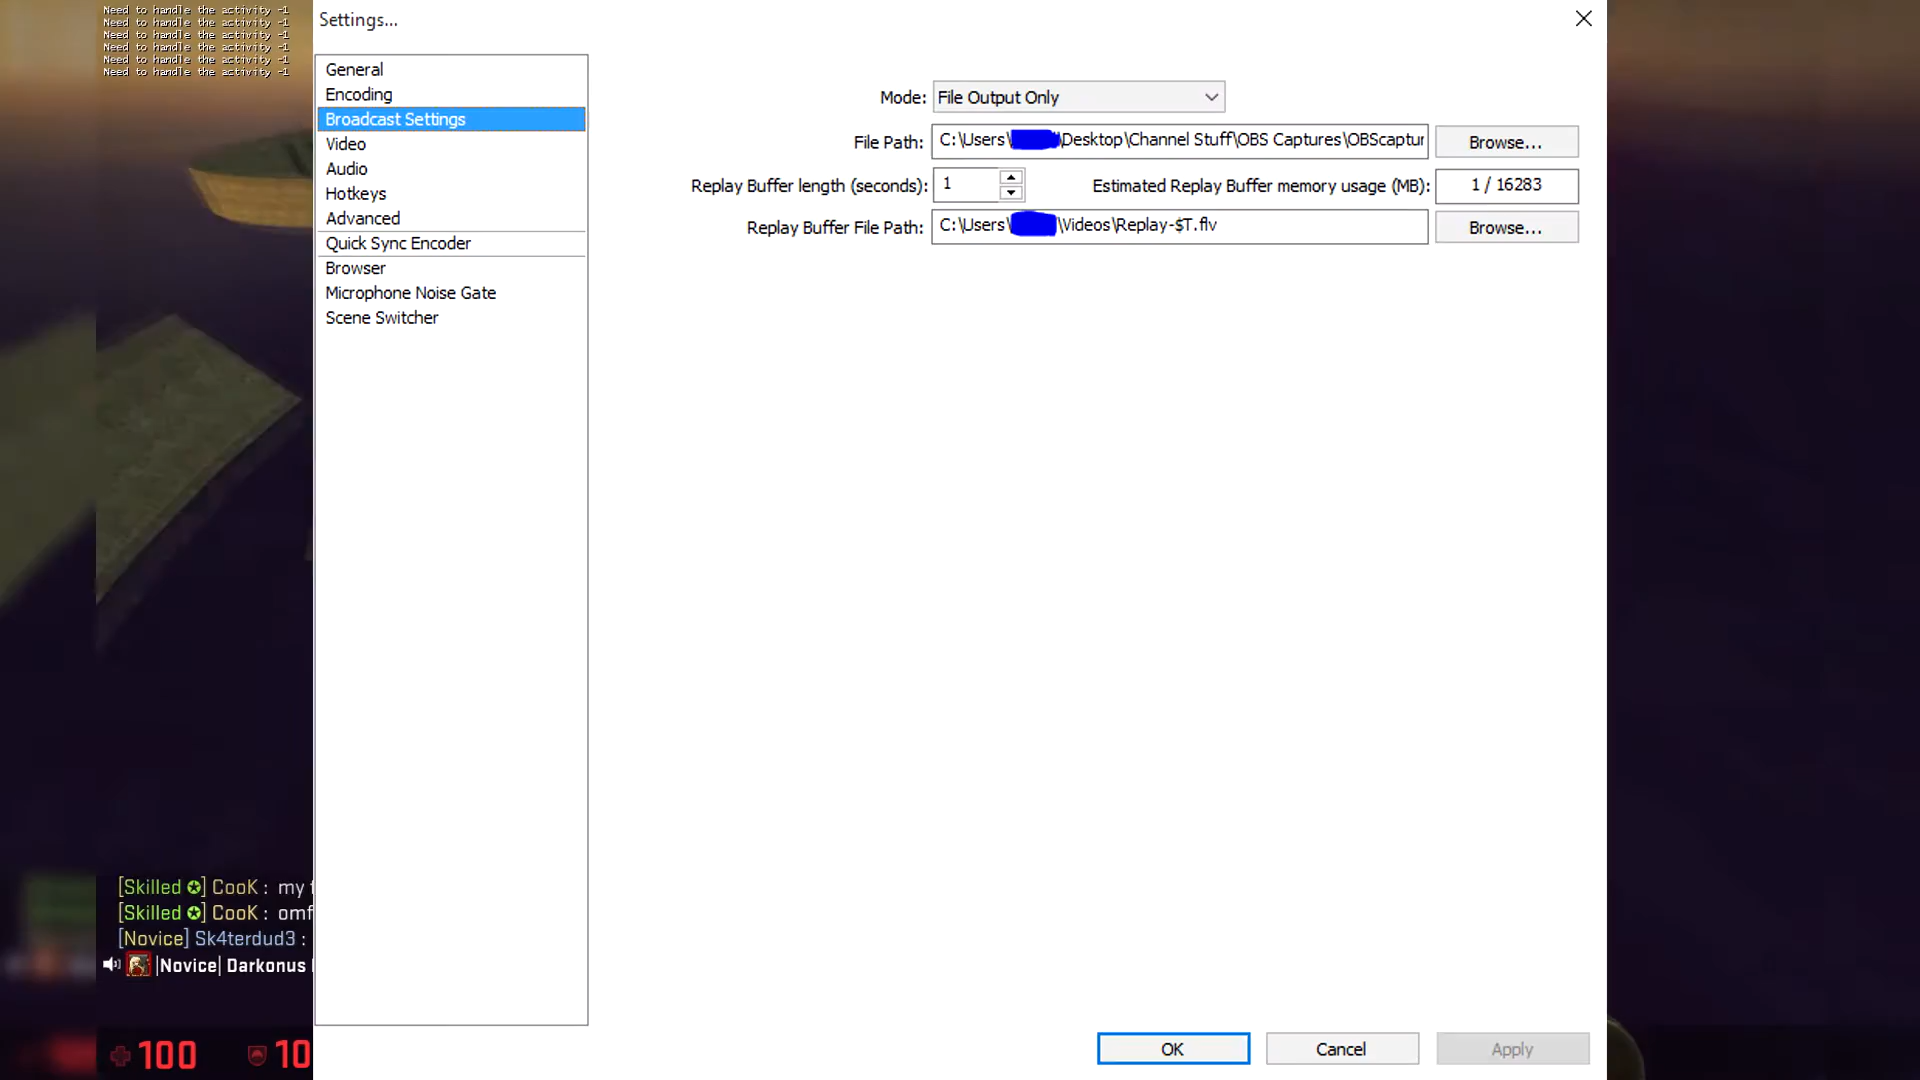 Need to handle the activity -1
Need to handle the activity -1
Need to handle the activity -1
Need to handle the activity -1
Need to handle the activity -1
Need to handle the activity -1
Settings...
General
Encoding
Broadcast Settings
Video
Audio
Hotkeys
Advanced
Quick Sync Encoder
Browser
Microphone Noise Gate
Scene Switcher
Mode: File Output Only
File Path: C:\Users\ \Desktop\Channel Stuff\OBS Captures\OBScaptur Browse...
Replay Buffer length (seconds): 1 Estimated Replay Buffer memory usage (MB): 1 / 16283
Replay Buffer File Path: C:\Users\ \Videos\Replay-$T.flv Browse...
[Skilled ✪] CooK : my
[Skilled ✪] CooK : omf
[Novice] Sk4terdud3 :
|Novice| Darkonus
100 10
OK Cancel Apply